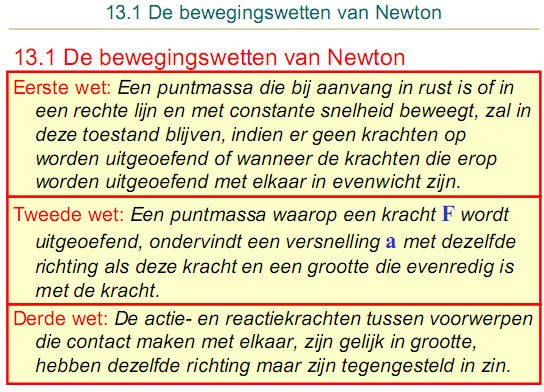 13.1 De bewegingswetten van Newton
13.1 De bewegingswetten van Newton
Eerste wet: Een puntmassa die bij aanvang in rust is of in
een rechte lijn en met constante snelheid beweegt, zal in
deze toestand blijven, indien er geen krachten op
worden uitgeoefend of wanneer de krachten die erop
worden uitgeoefend met elkaar in evenwicht zijn.
Tweede wet: Een puntmassa waarop een kracht F wordt
uitgeoefend, ondervindt een versnelling a met dezelfde
richting als deze kracht en een grootte die evenredig is
met de kracht.
Derde wet: De actie- en reactiekrachten tussen voorwerpen
die contact maken met elkaar, zijn gelijk in grootte,
hebben dezelfde richting maar zijn tegengesteld in zin.